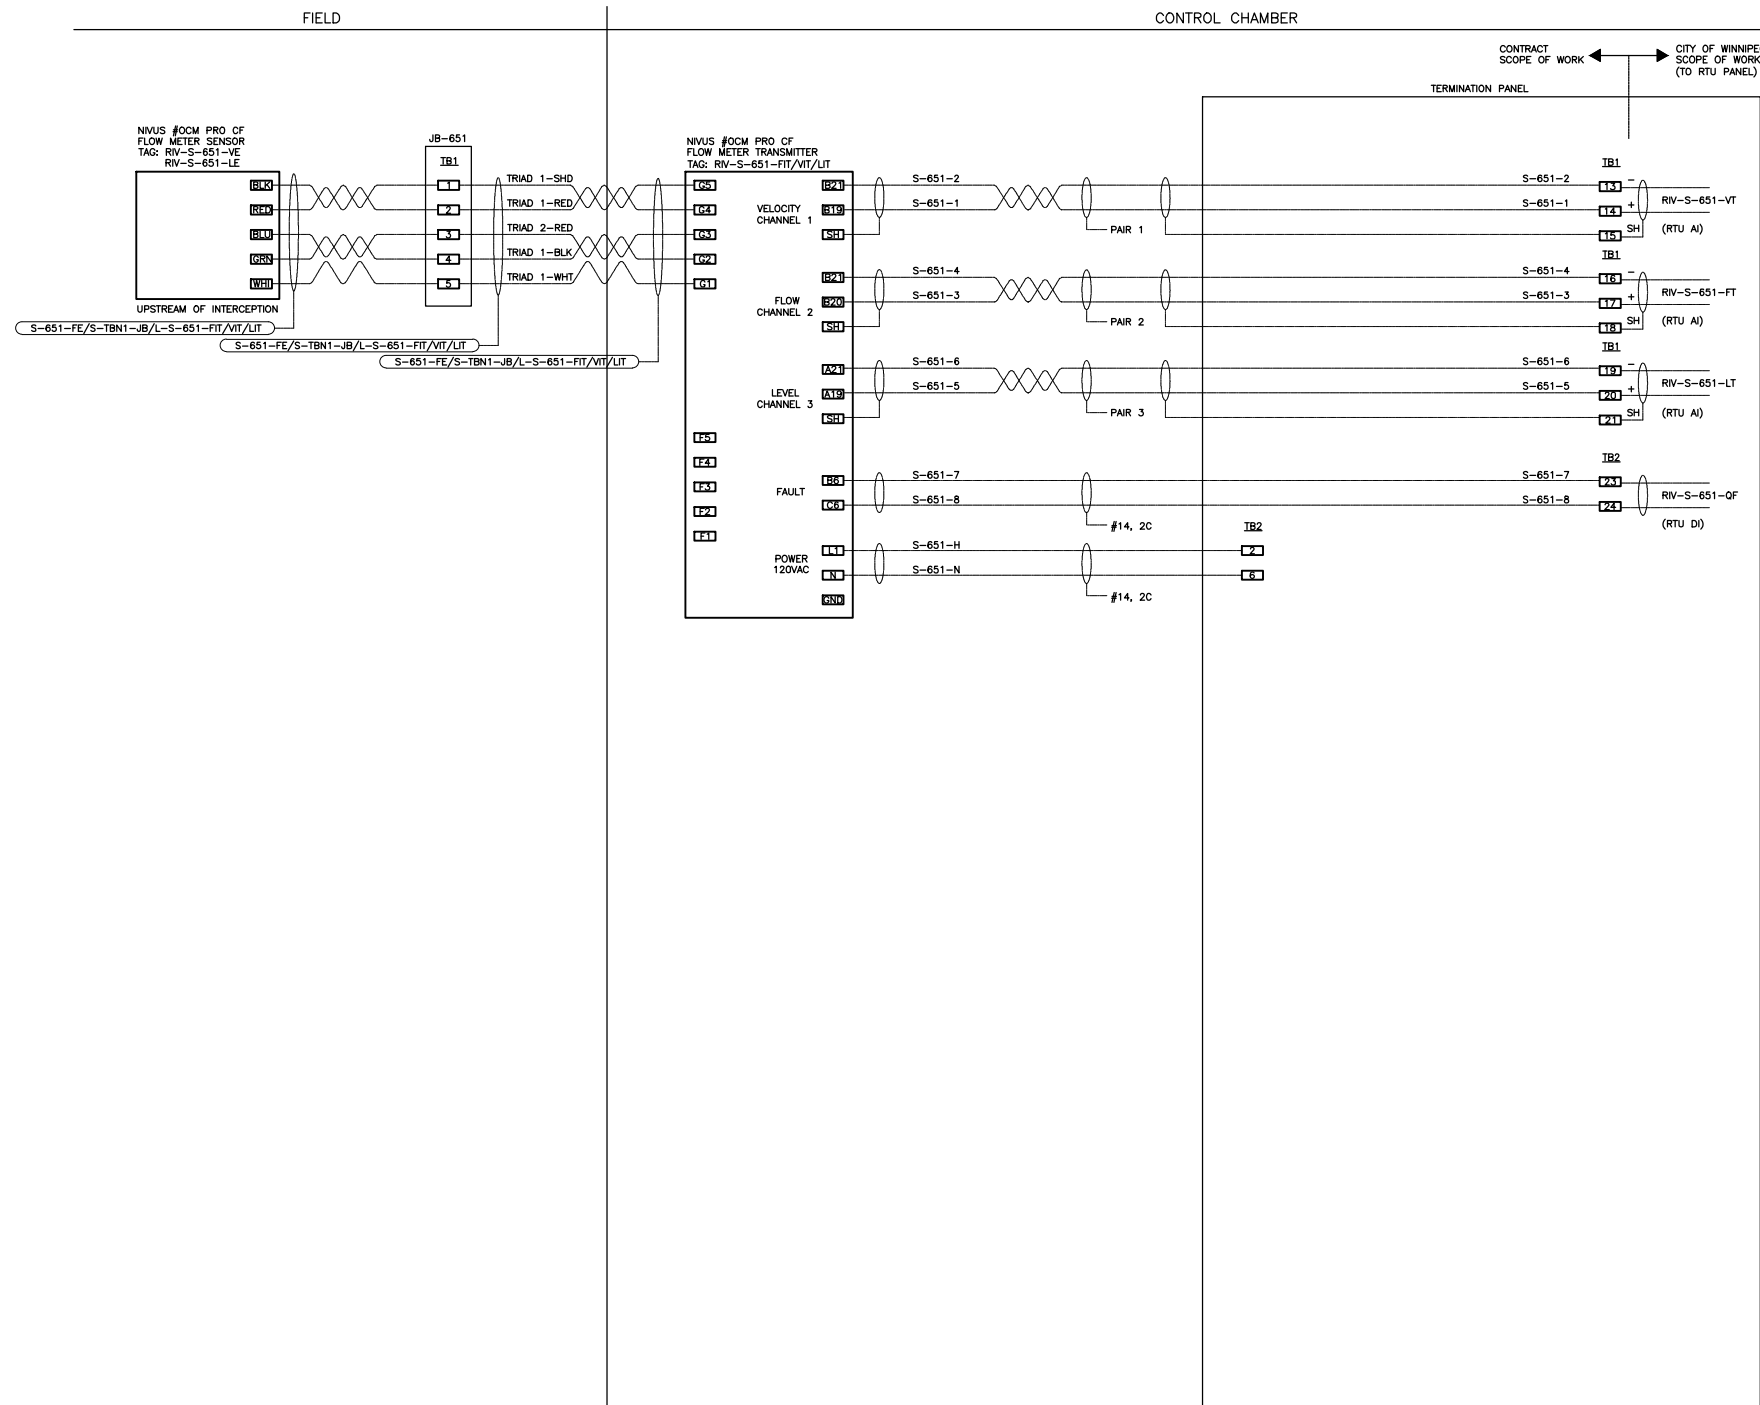 FIELD
CONTROL CHAMBER
CONTRACT
SCOPE OF WORK
CITY OF WINNIPE
SCOPE OF WORK
(TO RTU PANEL)
TERMINATION PANEL
NIVUS #OCM PRO CF
FLOW METER SENSOR
TAG: RIV-S-651-VE
RIV-S-651-LE
BLK
RED
BLU
GRN
WHI
UPSTREAM OF INTERCEPTION
S-651-FE/S-TBN1-JB/L-S-651-FIT/VIT/LIT
S-651-FE/S-TBN1-JB/L-S-651-FIT/VIT/LIT
S-651-FE/S-TBN1-JB/L-S-651-FIT/VIT/LIT
JB-651
TB1
1
2
3
4
5
TRIAD 1-SHD
TRIAD 1-RED
TRIAD 2-RED
TRIAD 1-BLK
TRIAD 1-WHT
NIVUS #OCM PRO CF
FLOW METER TRANSMITTER
TAG: RIV-S-651-FIT/VIT/LIT
G5
G4
G3
G2
G1
F5
F4
F3
F2
F1
VELOCITY
CHANNEL 1
B21
B19
SH
FLOW
CHANNEL 2
B21
B20
SH
LEVEL
CHANNEL 3
A21
A19
SH
FAULT
B6
C6
POWER
120VAC
L1
N
GND
S-651-2
S-651-1
PAIR 1
S-651-4
S-651-3
PAIR 2
S-651-6
S-651-5
PAIR 3
S-651-7
S-651-8
#14, 2C
S-651-H
S-651-N
#14, 2C
TB2
2
6
TB1
S-651-2
13
-
S-651-1
14
+
15
SH
RIV-S-651-VT
(RTU AI)
TB1
S-651-4
16
-
S-651-3
17
+
18
SH
RIV-S-651-FT
(RTU AI)
TB1
S-651-6
19
-
S-651-5
20
+
21
SH
RIV-S-651-LT
(RTU AI)
TB2
S-651-7
23
S-651-8
24
RIV-S-651-QF
(RTU DI)